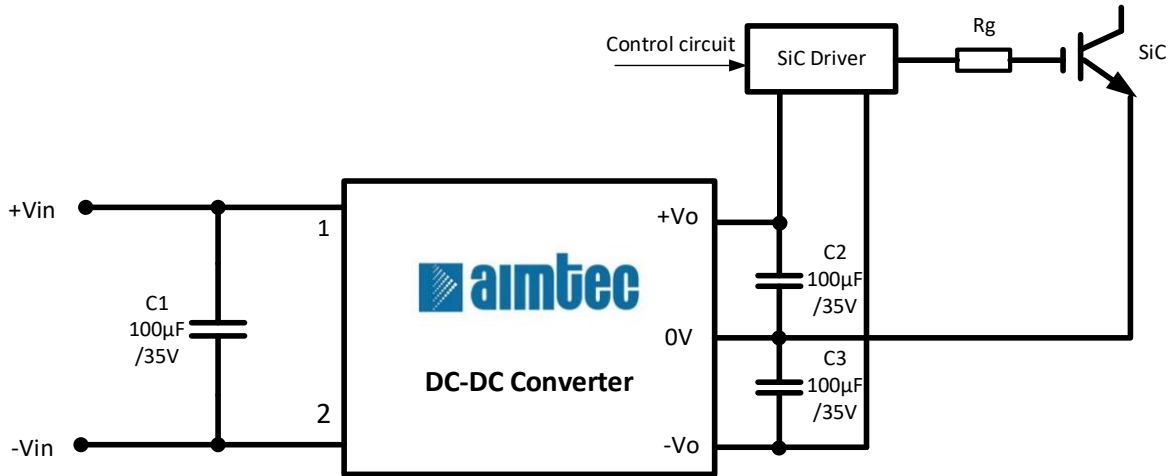 Control circuit
SiC Driver
Rg
SiC
+Vin
1
+Vo
C1
100µF
/35V
aimtec
DC-DC Converter
C2
100µF
/35V
0V
C3
100µF
/35V
2
-Vin
-Vo